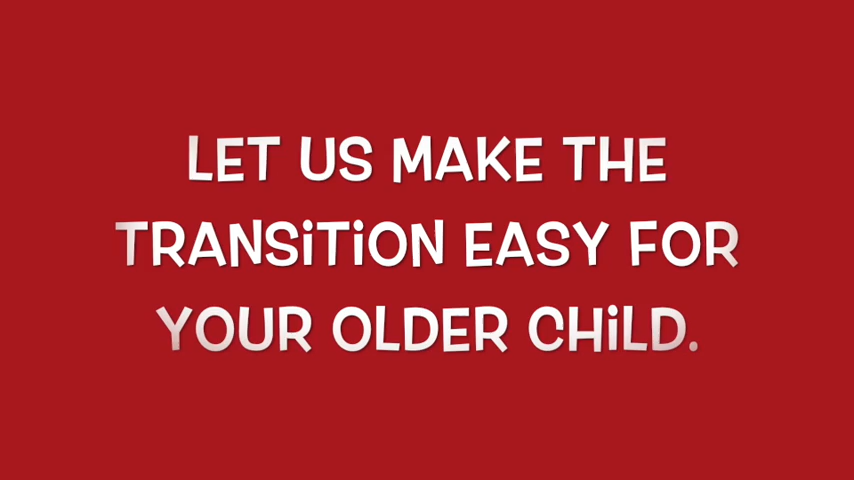 LET US MAKE THE
TRANSiTiON EASY FOR
YOUR OLDER CHiLD.